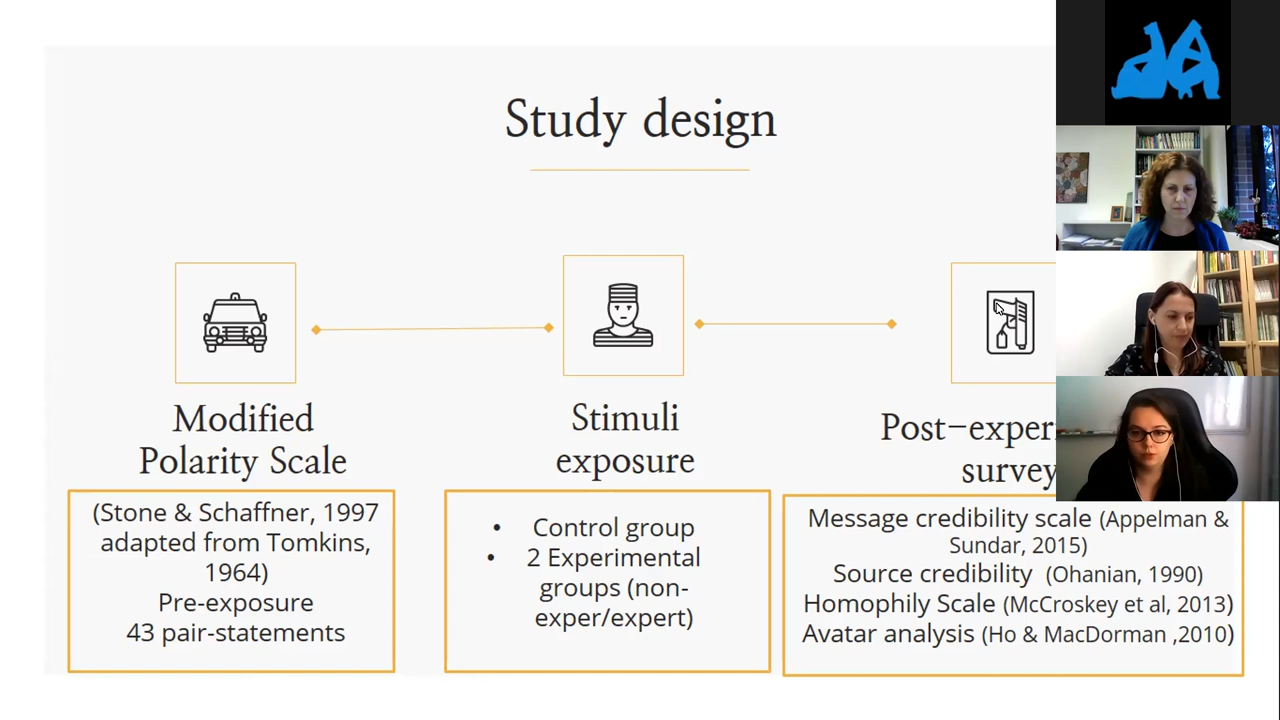 Study design
Modified
Polarity Scale
(Stone & Schaffner, 1997
adapted from Tomkins,
1964)
Pre-exposure
43 pair-statements
Stimuli
exposure
• Control group
• 2 Experimental
groups (non-
exper/expert)
Post-exper
survey
Message credibility scale (Appelman &
Sundar, 2015)
Source credibility (Ohanian, 1990)
Homophily Scale (McCroskey et al, 2013)
Avatar analysis (Ho & MacDorman ,2010)